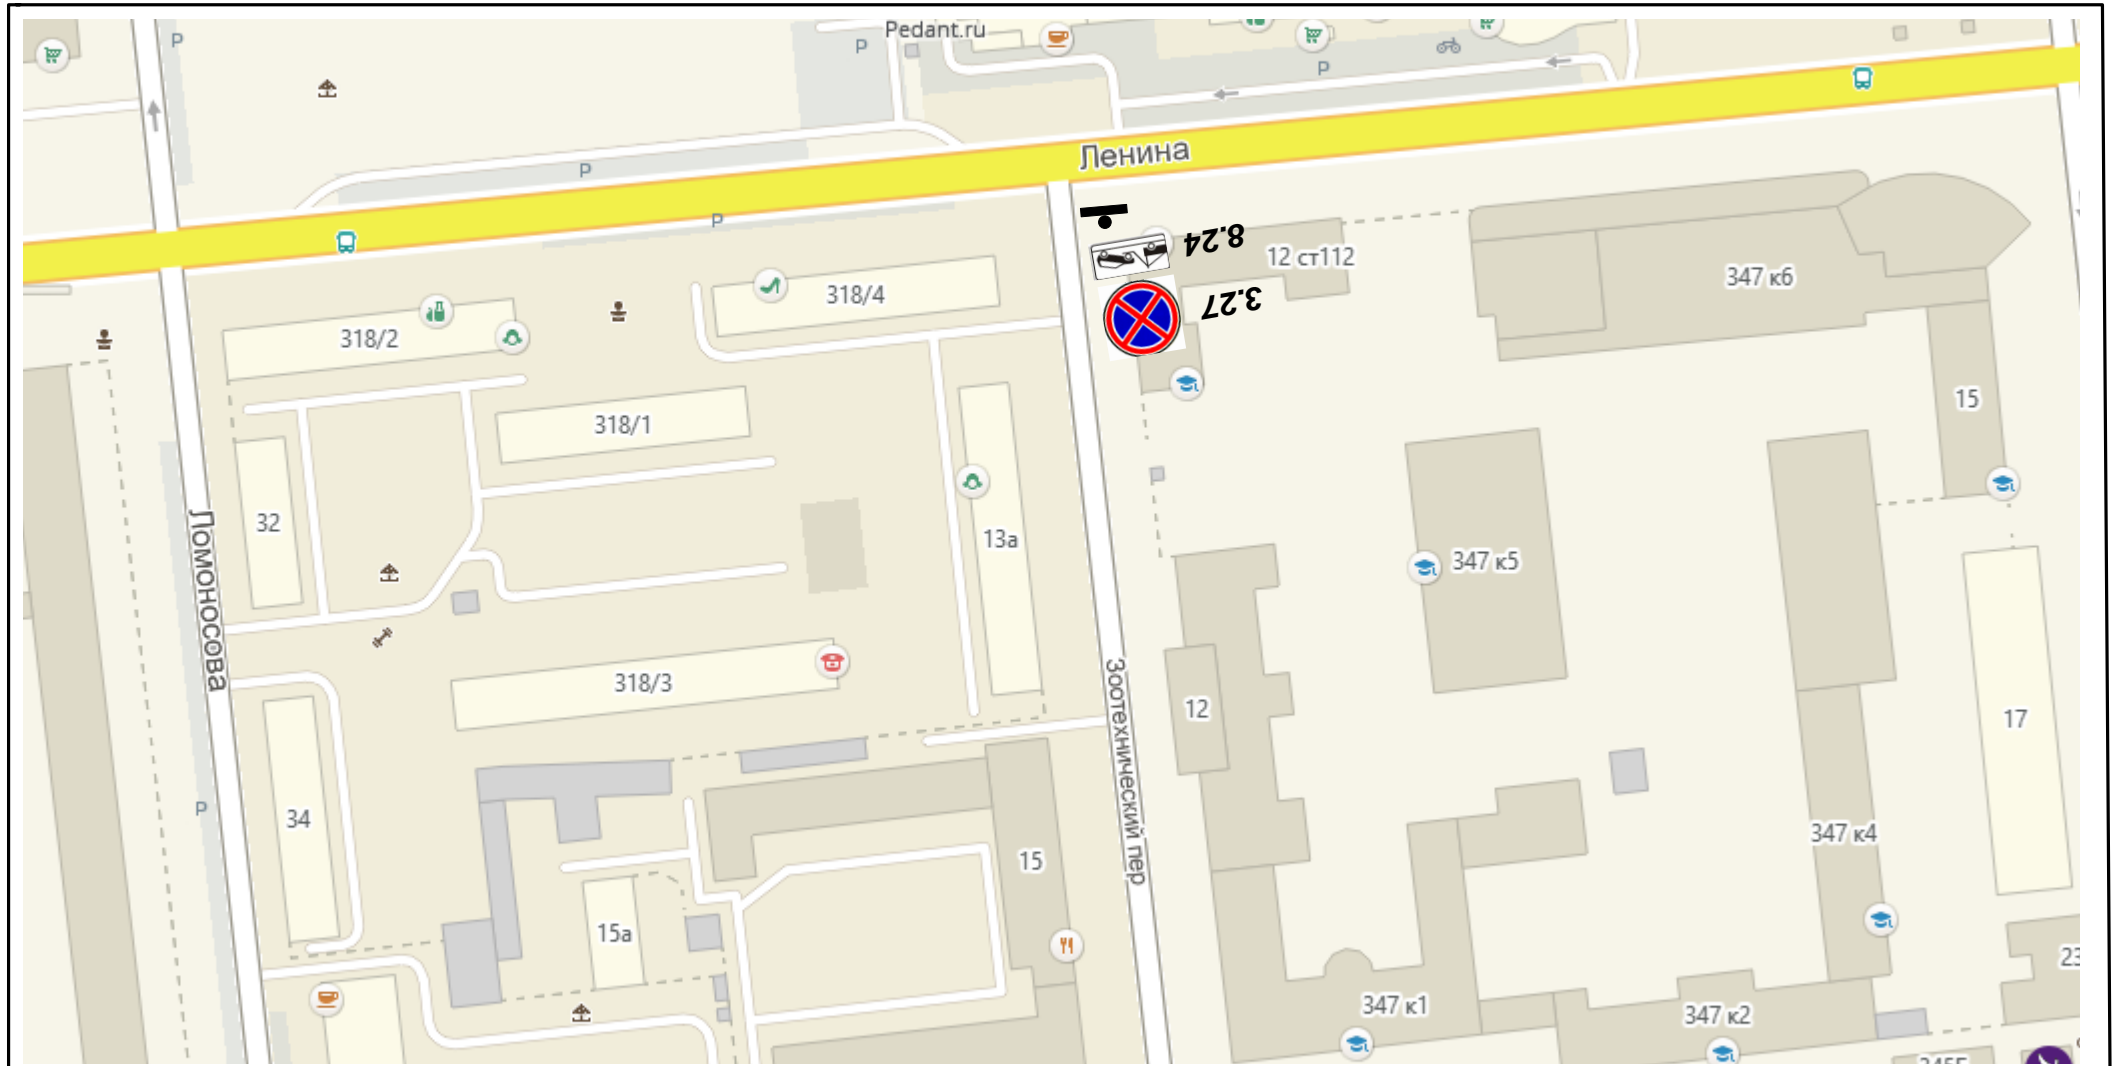 Pedant.ru
P
P
P
Ленина
P
P
8.24
12 ст112
3.27
347 к6
318/4
318/2
318/1
15
32
13а
347 к5
Ломоносова
318/3
Зоотехнический пер
12
17
P
34
347 к4
15
15а
23
347 к1
347 к2